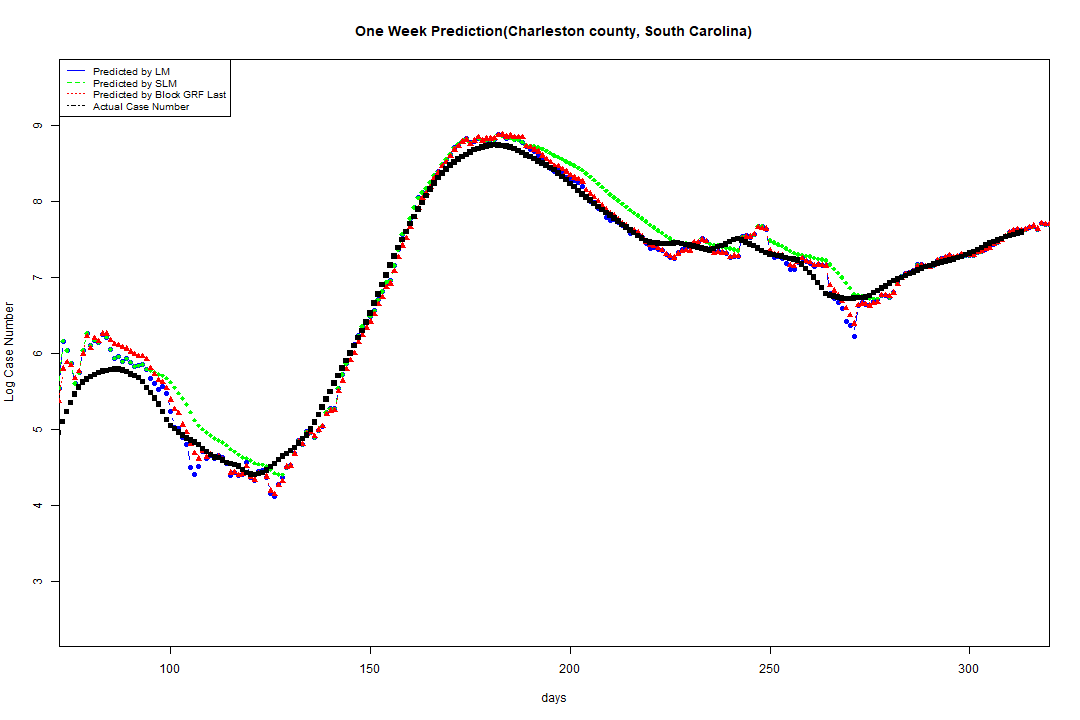 One Week Prediction(Charleston county, South Carolina)
Predicted by LM
Predicted by SLM
Predicted by Block GRF Last
Actual Case Number
9
8
7
6
5
4
3
Log Case Number
100 150 200 250 300
days